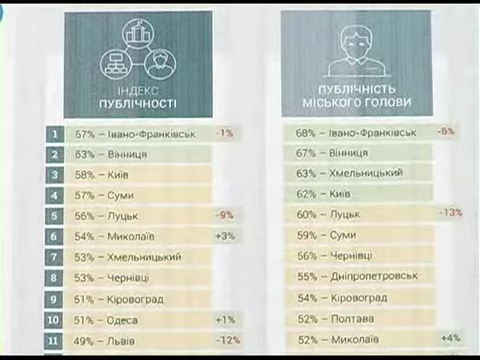 ІНДЕКС
ПУБЛІЧНОСТІ
1 67% – Івано-Франківськ -1%
2 63% – Вінниця
3 58% – Київ
4 57% – Суми
5 56% – Луцьк -9%
6 54% – Миколаїв +3%
7 53% – Хмельницький
8 53% – Чернівці
9 51% – Кіровоград
10 51% – Одеса +1%
11 49% – Львів -12%
ПУБЛІЧНІСТЬ
МІСЬКОГО ГОЛОВИ
68% – Івано-Франківськ -6%
67% – Вінниця
63% – Хмельницький
62% – Київ
60% – Луцьк -13%
59% – Суми
56% – Чернівці
55% – Дніпропетровськ
54% – Кіровоград
52% – Полтава
52% – Миколаїв +4%